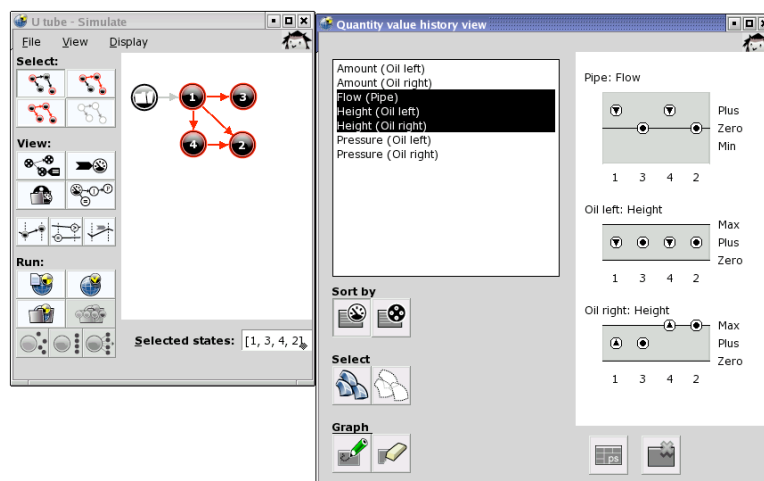 U tube - Simulate
File View Display
Select:
1 3
4 2
View:
Run:
Selected states: [1, 3, 4, 2]
Quantity value history view
Amount (Oil left)
Amount (Oil right)
Flow (Pipe)
Height (Oil left)
Height (Oil right)
Pressure (Oil left)
Pressure (Oil right)
Sort by
Select
Graph
Pipe: Flow
Plus
Zero
Min
1 3 4 2
Oil left: Height
Max
Plus
Zero
1 3 4 2
Oil right: Height
Max
Plus
Zero
1 3 4 2
ps